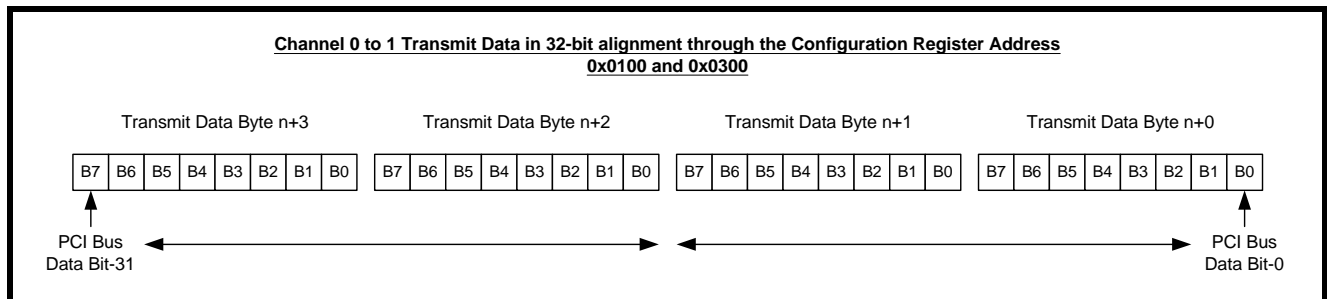 Channel 0 to 1 Transmit Data in 32-bit alignment through the Configuration Register Address
0x0100 and 0x0300
Transmit Data Byte n+3 Transmit Data Byte n+2 Transmit Data Byte n+1 Transmit Data Byte n+0
B7 B6 B5 B4 B3 B2 B1 B0 B7 B6 B5 B4 B3 B2 B1 B0 B7 B6 B5 B4 B3 B2 B1 B0 B7 B6 B5 B4 B3 B2 B1 B0
PCI Bus PCI Bus
Data Bit-31 Data Bit-0